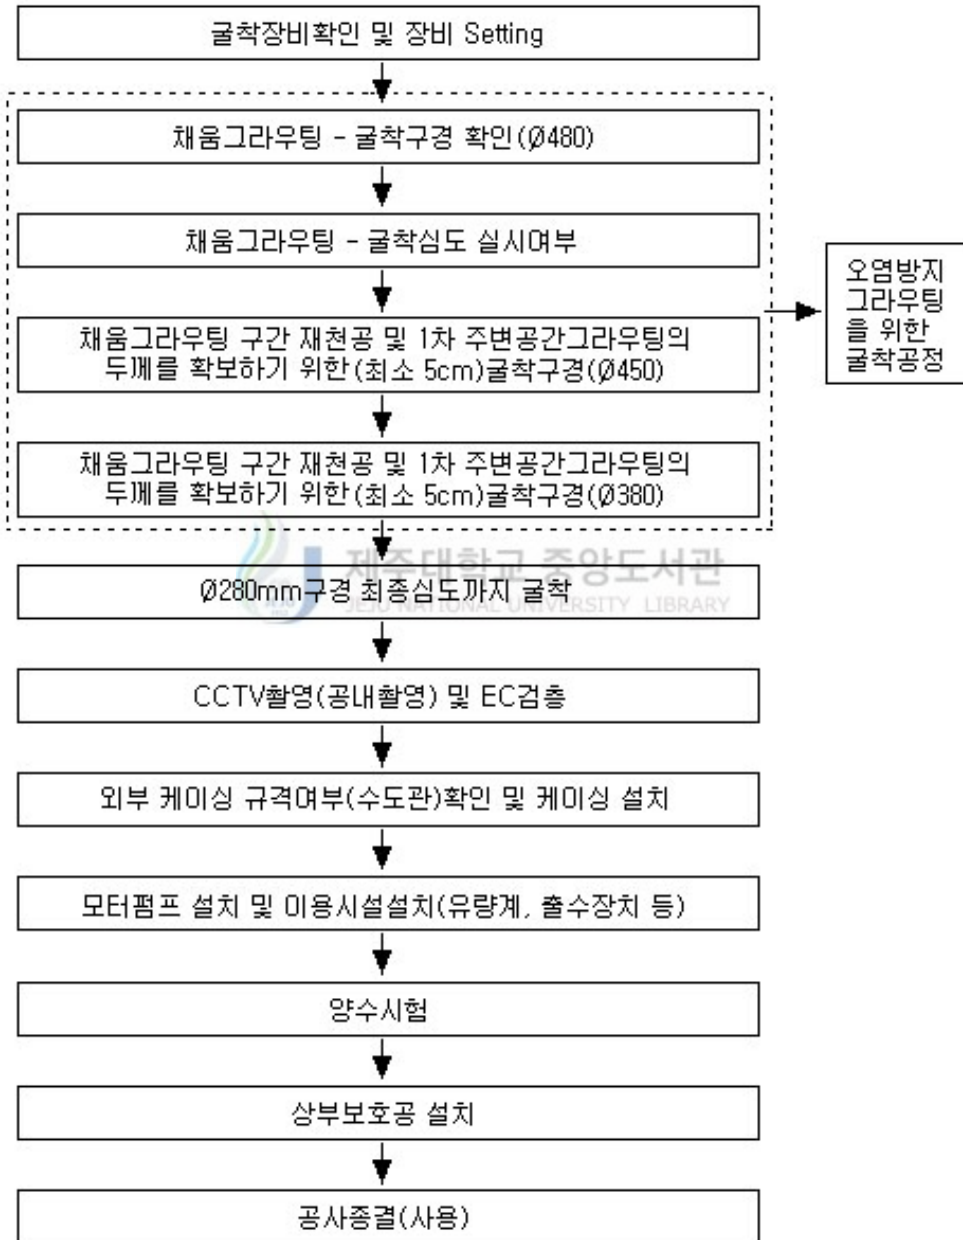 굴착장비확인 및 장비 Setting
채움그라우팅 - 굴착구경 확인(Ø480)
채움그라우팅 - 굴착심도 실시여부
채움그라우팅 구간 재천공 및 1차 주변공간그라우팅의
두께를 확보하기 위한(최소 5cm)굴착구경(Ø450)
채움그라우팅 구간 재천공 및 1차 주변공간그라우팅의
두께를 확보하기 위한(최소 5cm)굴착구경(Ø380)
오염방지
그라우팅
을 위한
굴착공정
제주대학교 중앙도서관
JEJU NATIONAL UNIVERSITY LIBRARY
Ø280mm구경 최종심도까지 굴착
CCTV촬영(공내촬영) 및 EC검층
외부 케이싱 규격여부(수도관)확인 및 케이싱 설치
모터펌프 설치 및 이용시설설치(유량계, 출수장치 등)
양수시험
상부보호공 설치
공사종결(사용)